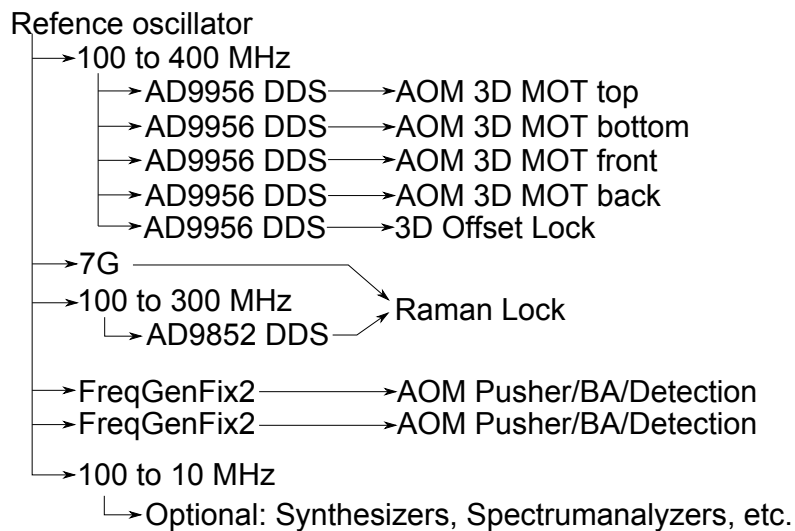 Refence oscillator
100 to 400 MHz
AD9956 DDS AOM 3D MOT top
AD9956 DDS AOM 3D MOT bottom
AD9956 DDS AOM 3D MOT front
AD9956 DDS AOM 3D MOT back
AD9956 DDS 3D Offset Lock
7G
100 to 300 MHz
Raman Lock
AD9852 DDS
FreqGenFix2 AOM Pusher/BA/Detection
FreqGenFix2 AOM Pusher/BA/Detection
100 to 10 MHz
Optional: Synthesizers, Spectrumanalyzers, etc.